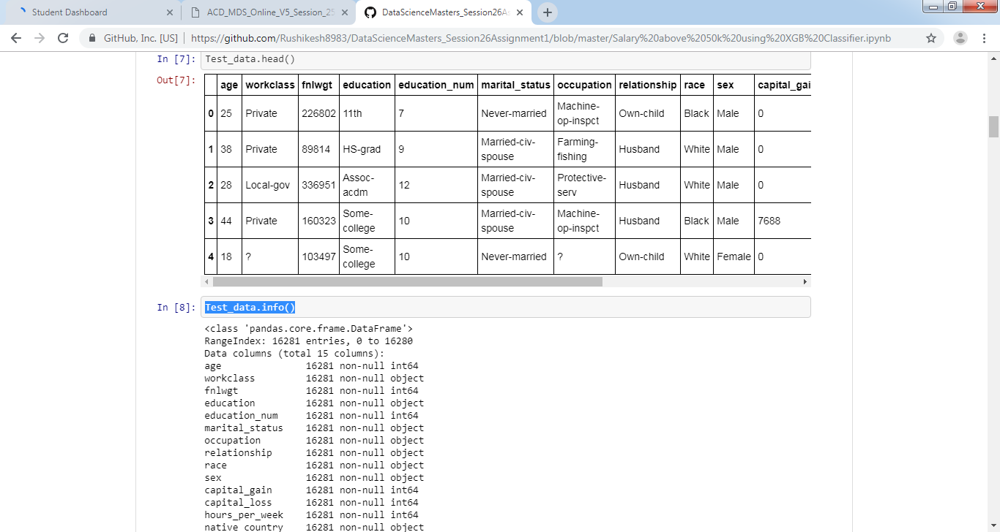 Student Dashboard
ACD_MDS_Online_V5_Session_25
DataScienceMasters_Session26As
GitHub, Inc. [US] | https://github.com/Rushikesh8983/DataScienceMasters_Session26Assignment1/blob/master/Salary%20above%2050k%20using%20XGB%20Classifier.ipynb
In [7]: Test_data.head()
Out[7]:
age workclass fnlwgt education education_num marital_status occupation relationship race sex capital_gai
0 25 Private 226802 11th 7 Never-married Machine-op-inspct Own-child Black Male 0
1 38 Private 89814 HS-grad 9 Married-civ-spouse Farming-fishing Husband White Male 0
2 28 Local-gov 336951 Assoc-acdm 12 Married-civ-spouse Protective-serv Husband White Male 0
3 44 Private 160323 Some-college 10 Married-civ-spouse Machine-op-inspct Husband Black Male 7688
4 18 ? 103497 Some-college 10 Never-married ? Own-child White Female 0
In [8]: Test_data.info()
<class 'pandas.core.frame.DataFrame'>
RangeIndex: 16281 entries, 0 to 16280
Data columns (total 15 columns):
age 16281 non-null int64
workclass 16281 non-null object
fnlwgt 16281 non-null int64
education 16281 non-null object
education_num 16281 non-null int64
marital_status 16281 non-null object
occupation 16281 non-null object
relationship 16281 non-null object
race 16281 non-null object
sex 16281 non-null object
capital_gain 16281 non-null int64
capital_loss 16281 non-null int64
hours_per_week 16281 non-null int64
native_country 16281 non-null object